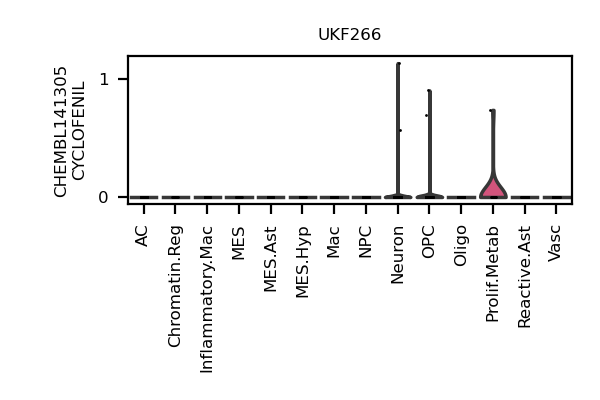 UKF266
CHEMBL141305
CYCLOFENIL
1
0
AC
Chromatin.Reg
Inflammatory.Mac
MES
MES.Ast
MES.Hyp
Mac
NPC
Neuron
OPC
Oligo
Prolif.Metab
Reactive.Ast
Vasc